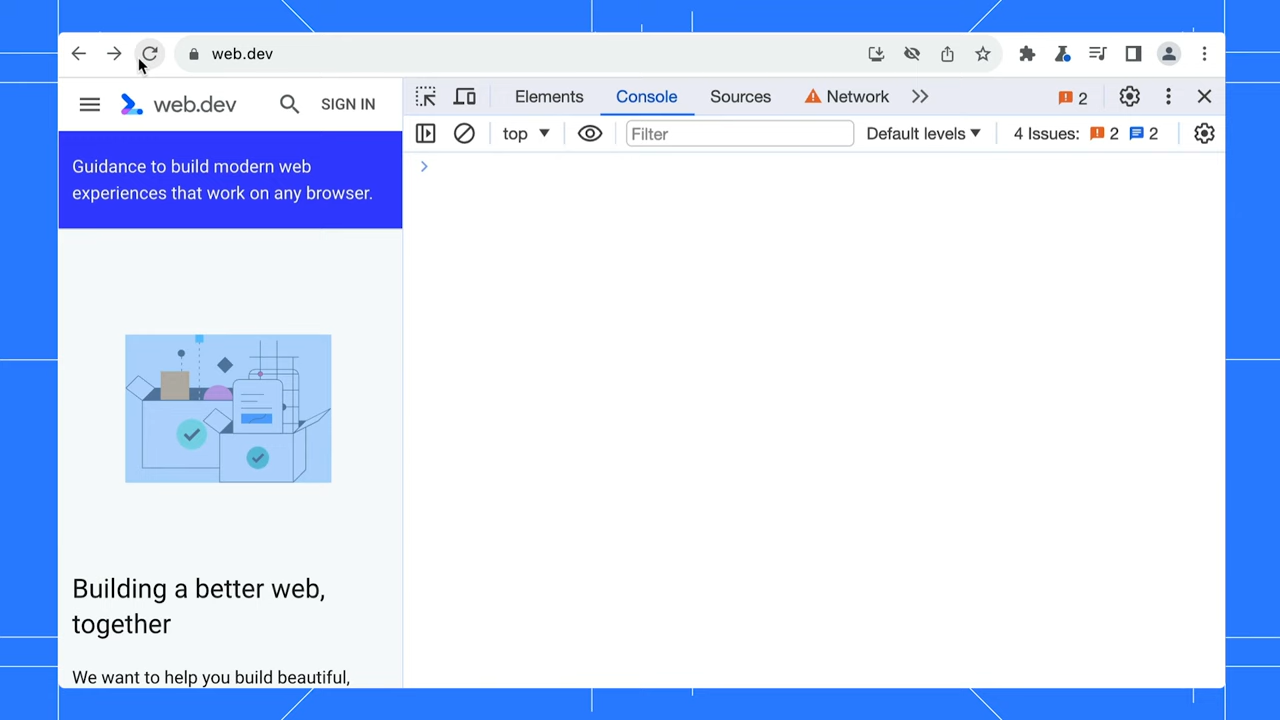 web.dev
web.dev
SIGN IN
Guidance to build modern web
experiences that work on any browser.
Building a better web,
together
We want to help you build beautiful,
Elements
Console
Sources
Network
2
top
Filter
Default levels
4 Issues:
2
2